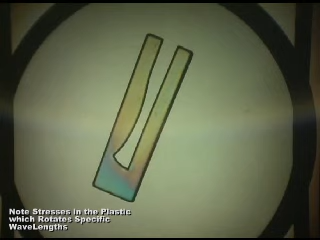 Note Stresses in the Plastic
which Rotates Specific
WaveLengths